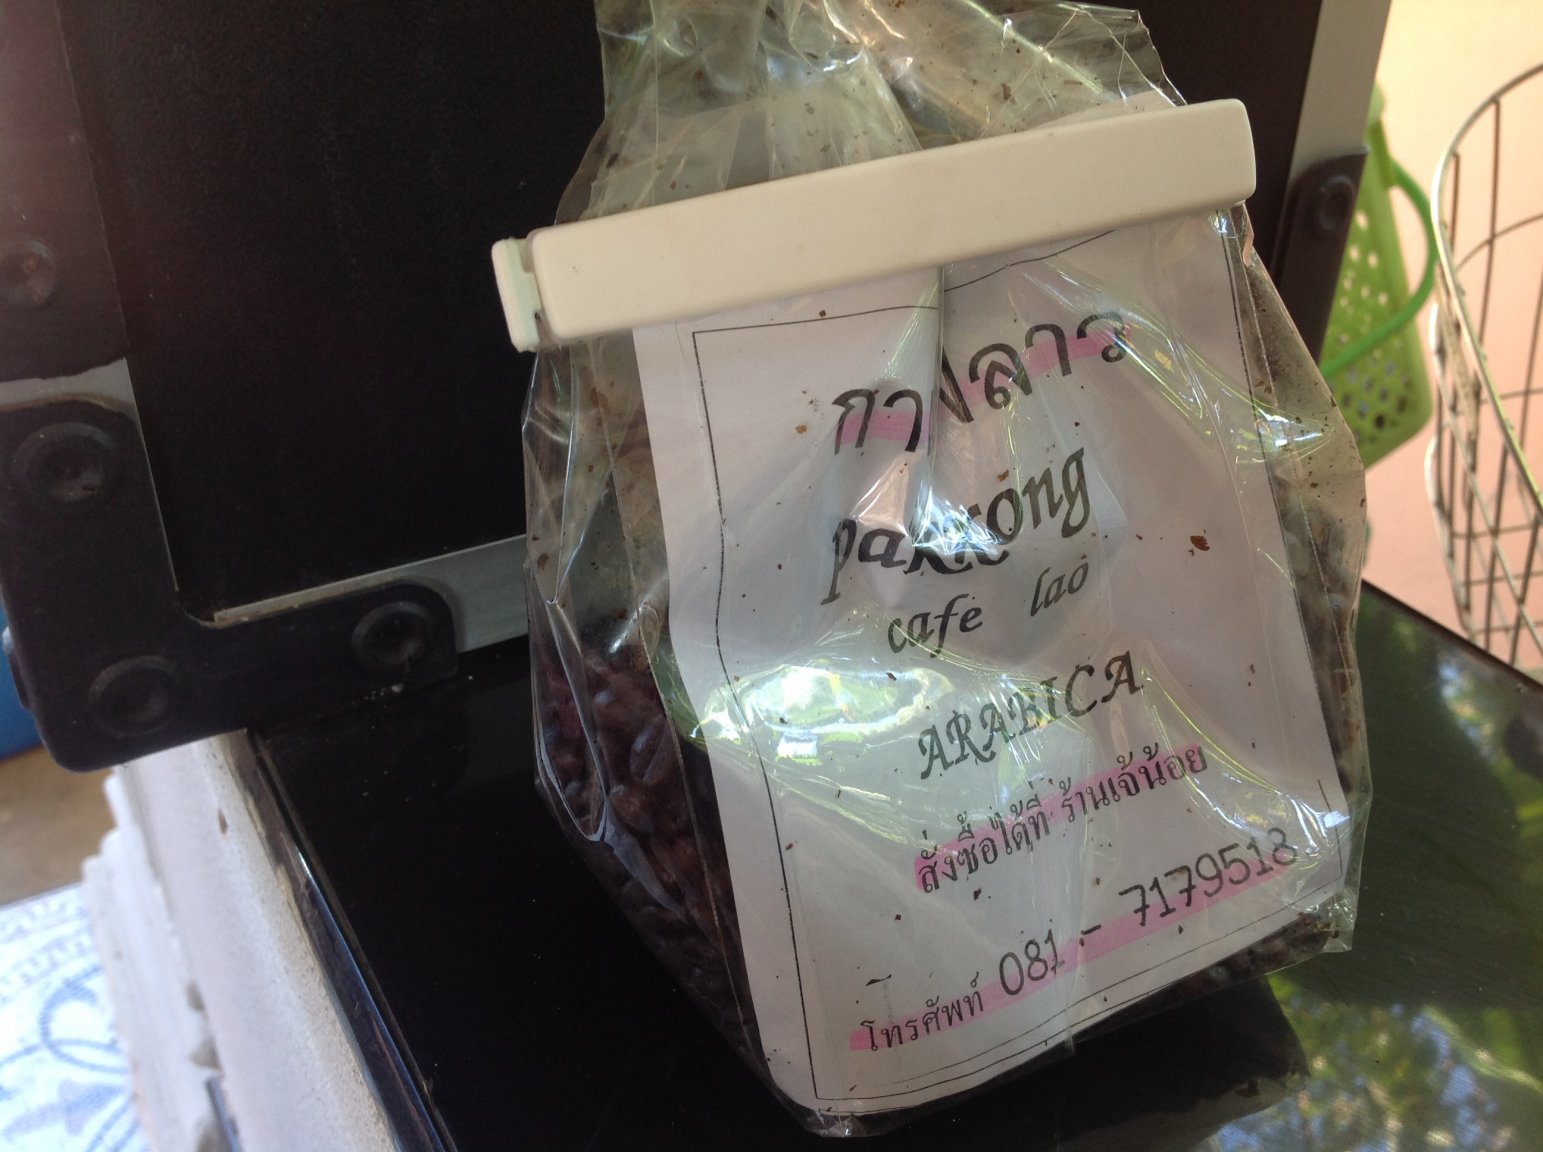 กาแฟลาว
paksong
cafe lao
ARABICA
สั่งซื้อได้ที่ ร้านเจ้น้อย
โทรศัพท์ 081 - 7179518